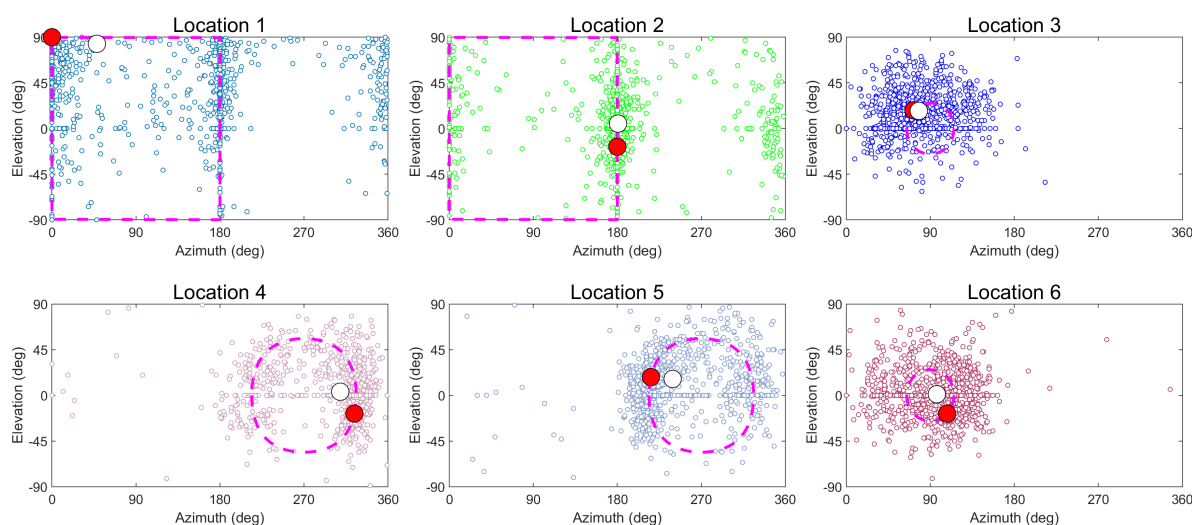 Location 1
Location 2
Location 3
90
45
0
-45
-90
Elevation (deg)
0 90 180 270 360
Azimuth (deg)
90
45
0
-45
-90
Elevation (deg)
0 90 180 270 360
Azimuth (deg)
90
45
0
-45
-90
Elevation (deg)
0 90 180 270 360
Azimuth (deg)
Location 4
Location 5
Location 6
90
45
0
-45
-90
Elevation (deg)
0 90 180 270 360
Azimuth (deg)
90
45
0
-45
-90
Elevation (deg)
0 90 180 270 360
Azimuth (deg)
90
45
0
-45
-90
Elevation (deg)
0 90 180 270 360
Azimuth (deg)